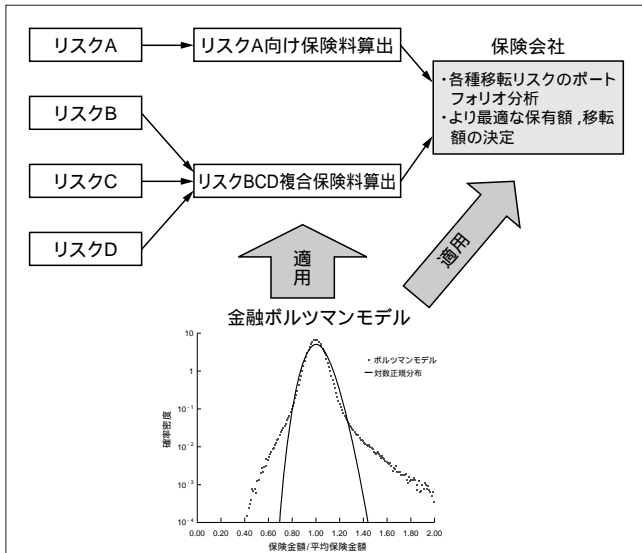 リスクA
リスクA向け保険料算出
保険会社
・各種移転リスクのポート
フォリオ分析
・より最適な保有額,移転
額の決定
リスクB
リスクC
リスクBCD複合保険料算出
リスクD
適用
適用
金融ボルツマンモデル
10
1
10⁻¹
10⁻²
10⁻³
10⁻⁴
確率密度
ボルツマンモデル
対数正規分布
0.00 0.20 0.40 0.60 0.80 1.00 1.20 1.40 1.60 1.80 2.00
保険金額/平均保険金額